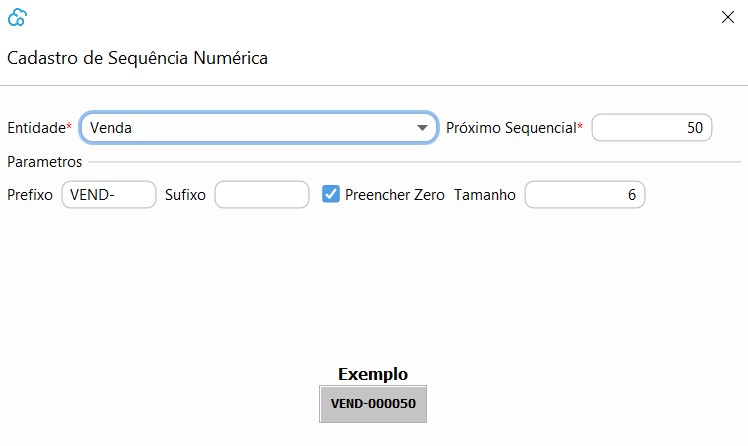 Cadastro de Sequência Numérica
Entidade* Venda Próximo Sequencial* 50
Parametros
Prefixo VEND- Sufixo Preencher Zero Tamanho 6
Exemplo
VEND-000050